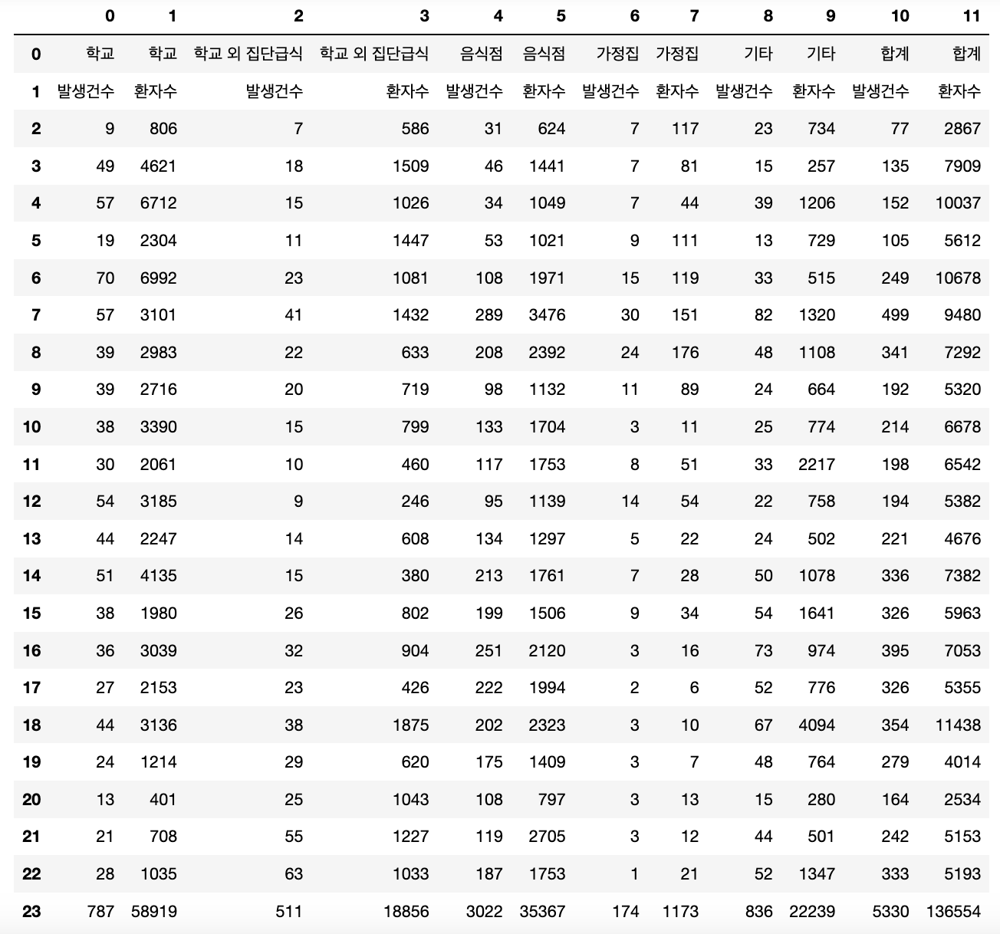 0 1 2 3 4 5 6 7 8 9 10 11
0 학교 학교 학교 외 집단급식 학교 외 집단급식 음식점 음식점 가정집 가정집 기타 기타 합계 합계
1 발생건수 환자수 발생건수 환자수 발생건수 환자수 발생건수 환자수 발생건수 환자수 발생건수 환자수
2 9 806 7 586 31 624 7 117 23 734 77 2867
3 49 4621 18 1509 46 1441 7 81 15 257 135 7909
4 57 6712 15 1026 34 1049 7 44 39 1206 152 10037
5 19 2304 11 1447 53 1021 9 111 13 729 105 5612
6 70 6992 23 1081 108 1971 15 119 33 515 249 10678
7 57 3101 41 1432 289 3476 30 151 82 1320 499 9480
8 39 2983 22 633 208 2392 24 176 48 1108 341 7292
9 39 2716 20 719 98 1132 11 89 24 664 192 5320
10 38 3390 15 799 133 1704 3 11 25 774 214 6678
11 30 2061 10 460 117 1753 8 51 33 2217 198 6542
12 54 3185 9 246 95 1139 14 54 22 758 194 5382
13 44 2247 14 608 134 1297 5 22 24 502 221 4676
14 51 4135 15 380 213 1761 7 28 50 1078 336 7382
15 38 1980 26 802 199 1506 9 34 54 1641 326 5963
16 36 3039 32 904 251 2120 3 16 73 974 395 7053
17 27 2153 23 426 222 1994 2 6 52 776 326 5355
18 44 3136 38 1875 202 2323 3 10 67 4094 354 11438
19 24 1214 29 620 175 1409 3 7 48 764 279 4014
20 13 401 25 1043 108 797 3 13 15 280 164 2534
21 21 708 55 1227 119 2705 3 12 44 501 242 5153
22 28 1035 63 1033 187 1753 1 21 52 1347 333 5193
23 787 58919 511 18856 3022 35367 174 1173 836 22239 5330 136554